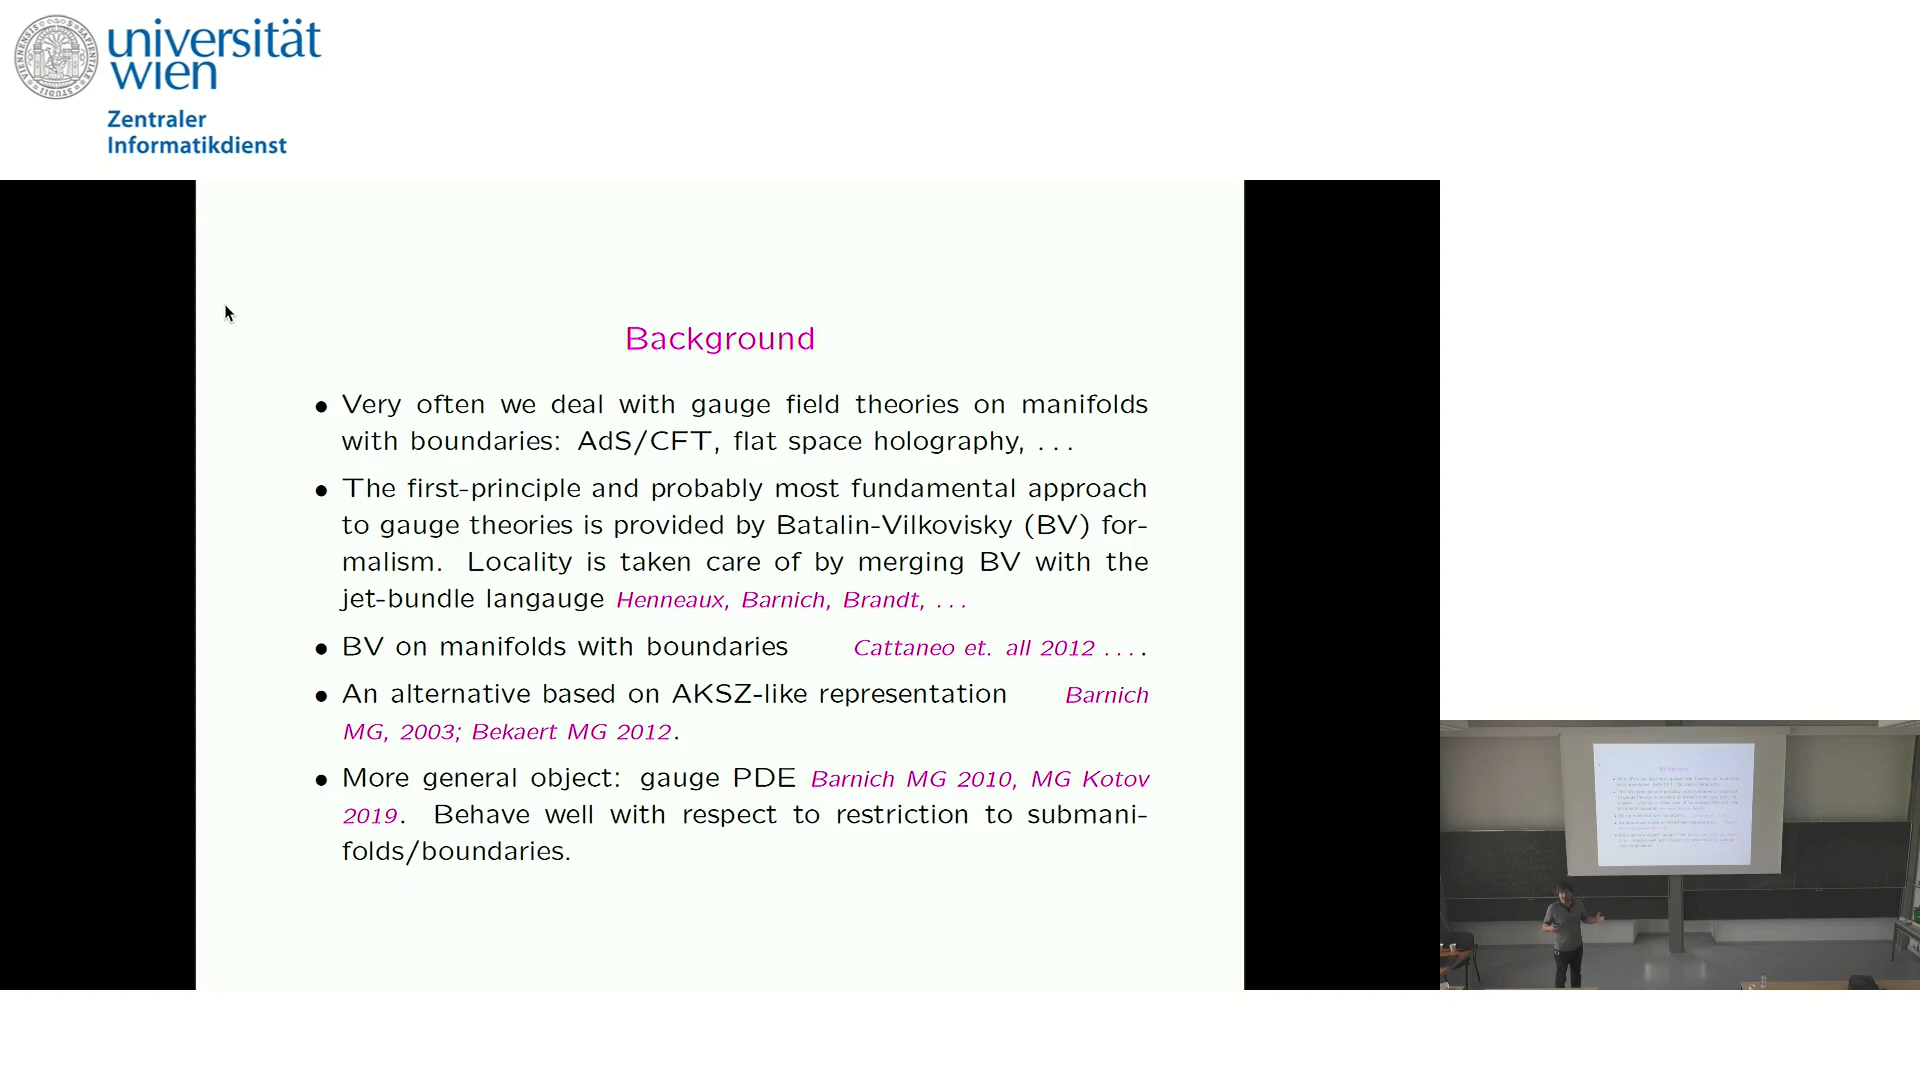 universität
wien
Zentraler
Informatikdienst
Background
• Very often we deal with gauge field theories on manifolds
with boundaries: AdS/CFT, flat space holography, ...
• The first-principle and probably most fundamental approach
to gauge theories is provided by Batalin-Vilkovisky (BV) for-
malism. Locality is taken care of by merging BV with the
jet-bundle langauge Henneaux, Barnich, Brandt, ...
• BV on manifolds with boundaries Cattaneo et. all 2012 ....
• An alternative based on AKSZ-like representation Barnich
MG, 2003; Bekaert MG 2012.
• More general object: gauge PDE Barnich MG 2010, MG Kotov
2019. Behave well with respect to restriction to submani-
folds/boundaries.